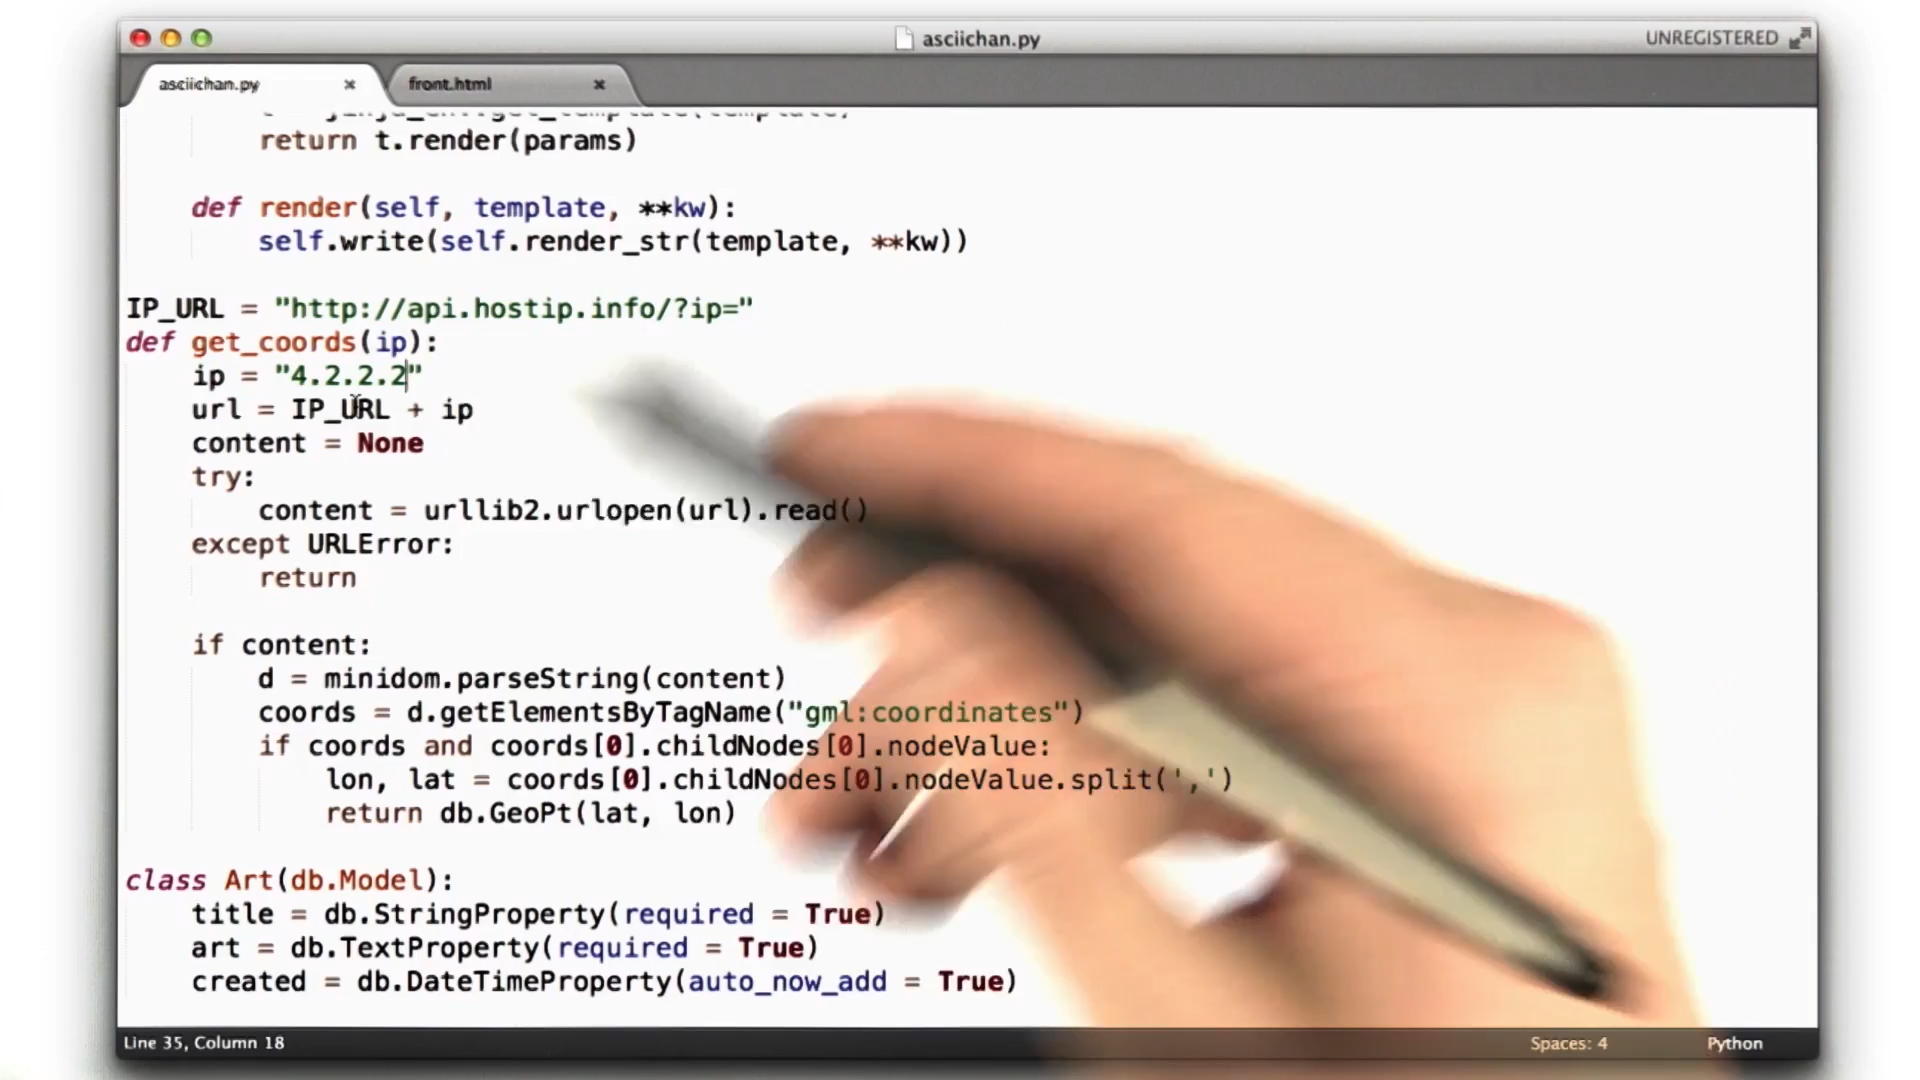 asciichan.py
UNREGISTERED
asciichan.py
front.html
return t.render(params)
def render(self, template, **kw):
self.write(self.render_str(template, **kw))
IP_URL = "http://api.hostip.info/?ip="
def get_coords(ip):
ip = "4.2.2.2"
url = IP_URL + ip
content = None
try:
content = urllib2.urlopen(url).read()
except URLError:
return
if content:
d = minidom.parseString(content)
coords = d.getElementsByTagName("gml:coordinates")
if coords and coords[0].childNodes[0].nodeValue:
lon, lat = coords[0].childNodes[0].nodeValue.split(',')
return db.GeoPt(lat, lon)
class Art(db.Model):
title = db.StringProperty(required = True)
art = db.TextProperty(required = True)
created = db.DateTimeProperty(auto_now_add = True)
Line 35, Column 18
Spaces: 4
Python